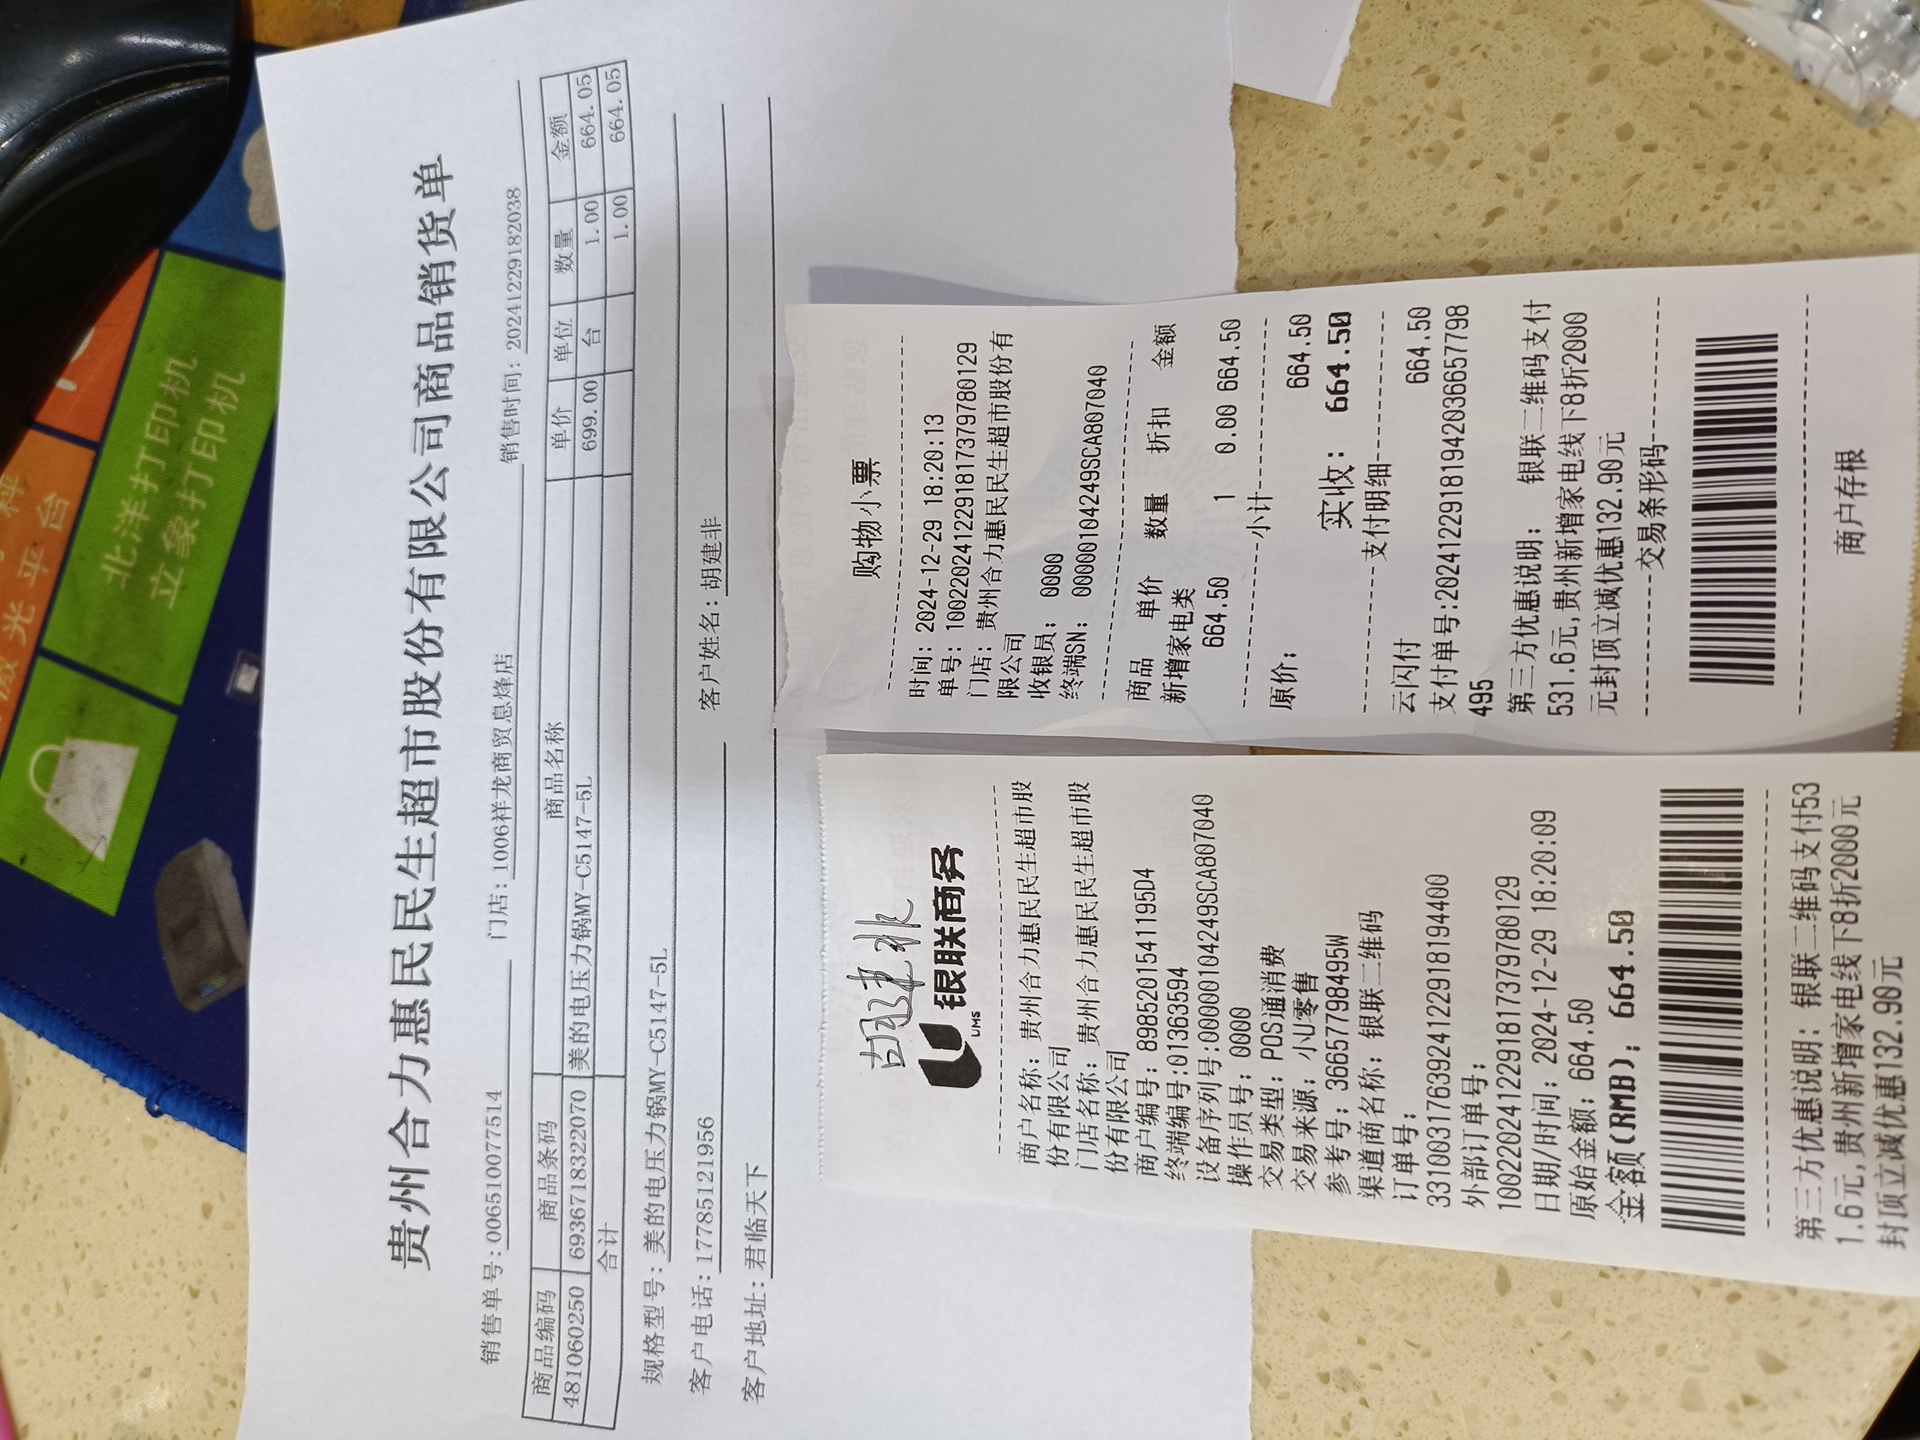 秤
激光平台
北洋打印机
立象打印机
贵州合力惠民民生超市股份有限公司商品销货单
销售单号: 00651007​7514 门店: 1006祥龙商贸息烽店 销售时间: 20241229182038
商品编码 商品条码 商品名称 单价 单位 数量 金额
481060250 6936718322070 美的电压力锅MY-C5147-5L 699.00 台 1.00 664.05
合计 1.00 664.05
规格型号: 美的电压力锅MY-C5147-5L
客户电话: 17785121956 客户姓名: 胡建非
客户地址: 君临天下
胡建非
银联商务
UMS
商户名称: 贵州合力惠民民生超市股
份有限公司
门店名称: 贵州合力惠民民生超市股
份有限公司
商户编号: 8985201541195D4
终端编号:01363594
设备序列号:0000010424​9SCA807040
操作员号: 0000
交易类型: POS通消费
交易来源: 小U零售
参考号: 36657798495W
渠道商名称: 银联二维码
订单号:
33100317639241229181​94400
外部订单号:
10022024122918173797​80129
日期/时间: 2024-12-29 18:20:09
原始金额: 664.50
金额(RMB): 664.50
第三方优惠说明: 银联二维码支付53
1.6元,贵州新增家电线下8折2000元
封顶立减优惠132.90元
购物小票
时间: 2024-12-29 18:20:13
单号: 1002202412291817379780129
门店: 贵州合力惠民民生超市股份有
限公司
收银员: 0000
终端SN: 00000104249SCA807040
商品 单价 数量 折扣 金额
新增家电类
664.50 1 0.00 664.50
小计
原价: 664.50
实收: 664.50
支付明细
云闪付 664.50
支付单号:20241229181942036657798
495
第三方优惠说明: 银联二维码支付
531.6元,贵州新增家电线下8折2000
元封顶立减优惠132.90元
交易条形码
商户存根